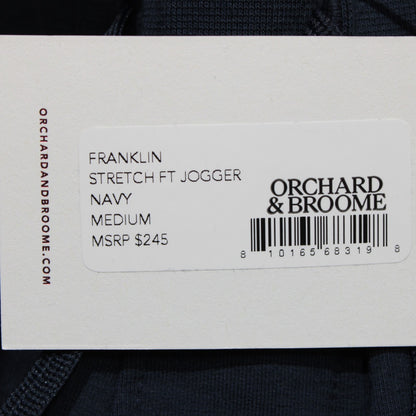 ORCHARDANDBROOME.COM
FRANKLIN
STRETCH FT JOGGER
NAVY
MEDIUM
MSRP $245
ORCHARD
& BROOME
8 10165 68319 8